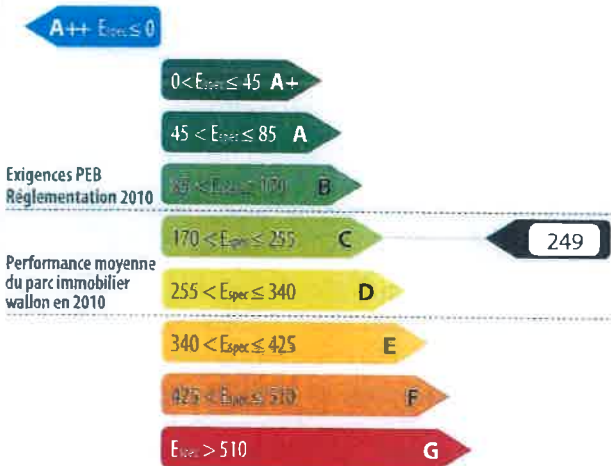 A++ Espec ≤ 0
0 < Espec ≤ 45 A+
45 < Espec ≤ 85 A
Exigences PEB
Réglementation 2010
85 < Espec ≤ 170 B
170 < Espec ≤ 255 C
249
Performance moyenne
du parc immobilier
wallon en 2010
255 < Espec ≤ 340 D
340 < Espec ≤ 425 E
425 < Espec ≤ 510 F
Espec > 510 G